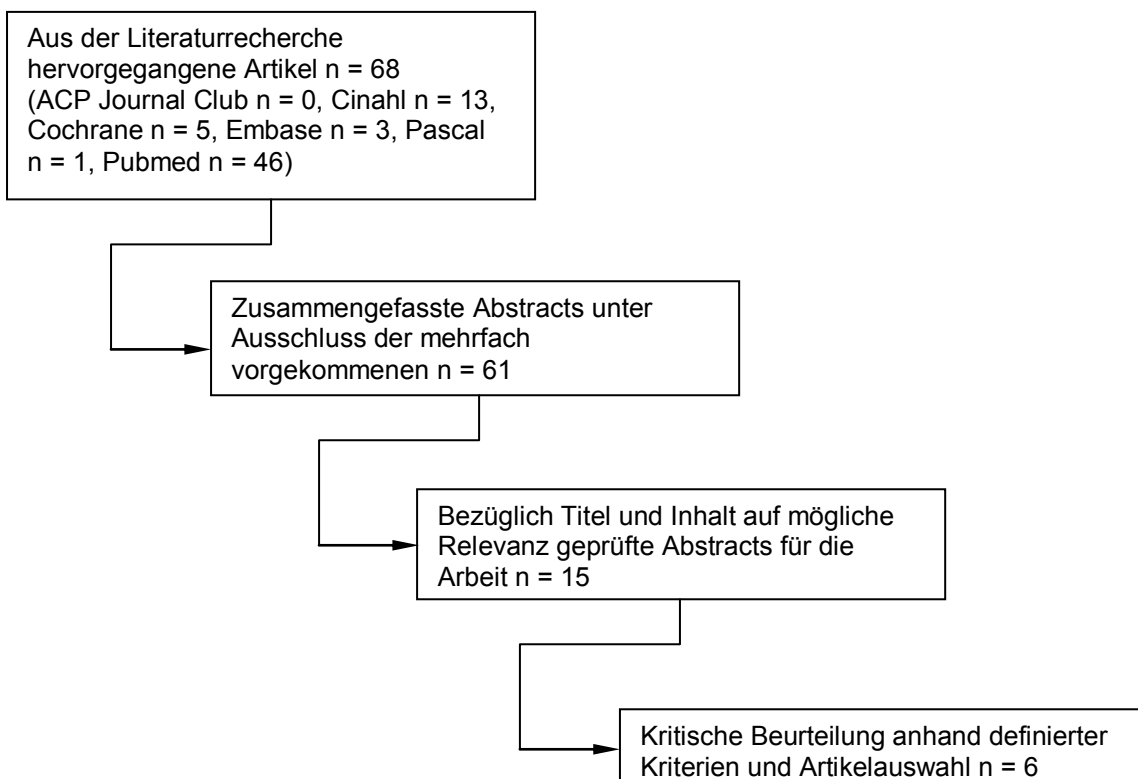 Aus der Literaturrecherche
hervorgegangene Artikel n = 68
(ACP Journal Club n = 0, Cinahl n = 13,
Cochrane n = 5, Embase n = 3, Pascal
n = 1, Pubmed n = 46)
Zusammengefasste Abstracts unter
Ausschluss der mehrfach
vorgekommenen n = 61
Bezüglich Titel und Inhalt auf mögliche
Relevanz geprüfte Abstracts für die
Arbeit n = 15
Kritische Beurteilung anhand definierter
Kriterien und Artikelauswahl n = 6